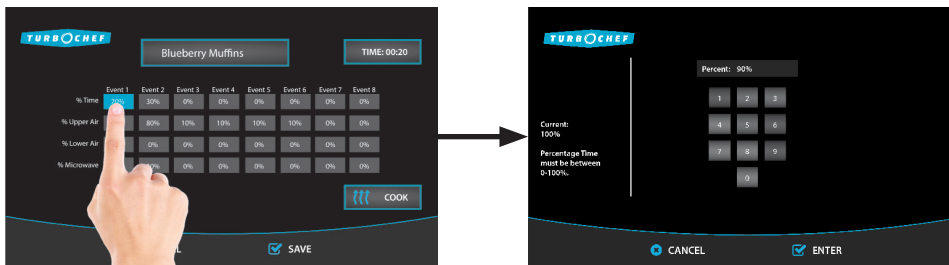 TURBOCHEF
Blueberry Muffins
TIME: 00:20
Event 1 Event 2 Event 3 Event 4 Event 5 Event 6 Event 7 Event 8
% Time 20% 30% 0% 0% 0% 0% 0% 0%
% Upper Air 80% 10% 10% 10% 10% 0% 0%
% Lower Air 0% 0% 0% 0% 0% 0% 0%
% Microwave 0% 0% 0% 0% 0% 0%
COOK
SAVE
TURBOCHEF
Percent: 90%
1 2 3
4 5 6
7 8 9
0
Current:
100%
Percentage Time
must be between
0-100%.
CANCEL
ENTER